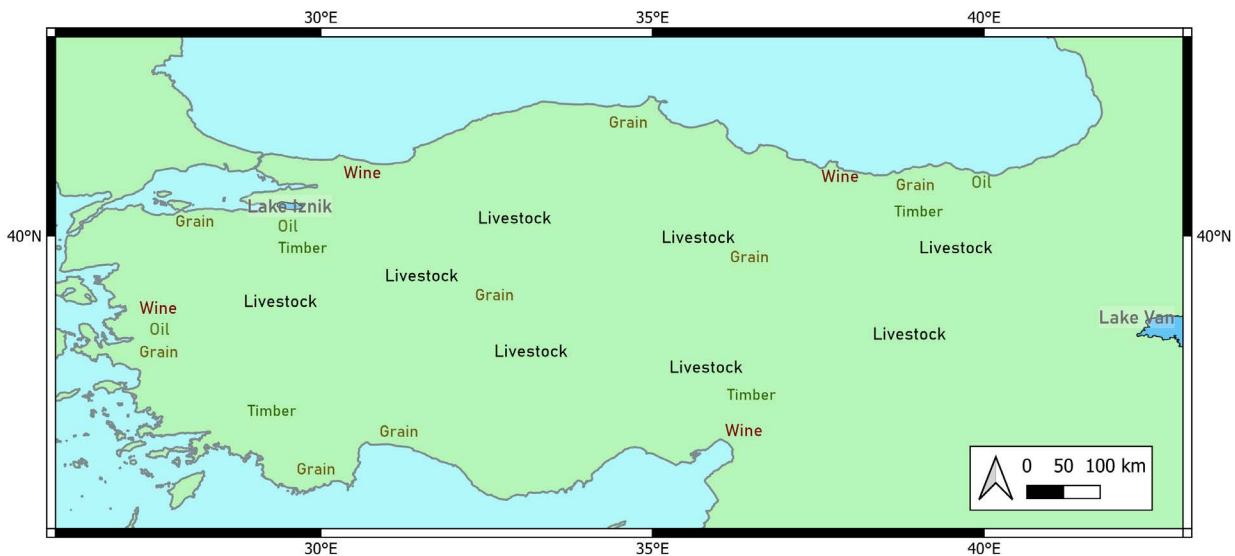 30°E 35°E 40°E
Grain
Wine
Wine
Grain
Oil
Lake Iznik
Grain
Timber
Livestock
Oil
40°N
Livestock
40°N
Timber
Livestock
Grain
Livestock
Grain
Livestock
Wine
Lake Van
Oil
Livestock
Grain
Livestock
Livestock
Timber
Timber
Grain
Wine
Grain
0 50 100 km
30°E 35°E 40°E